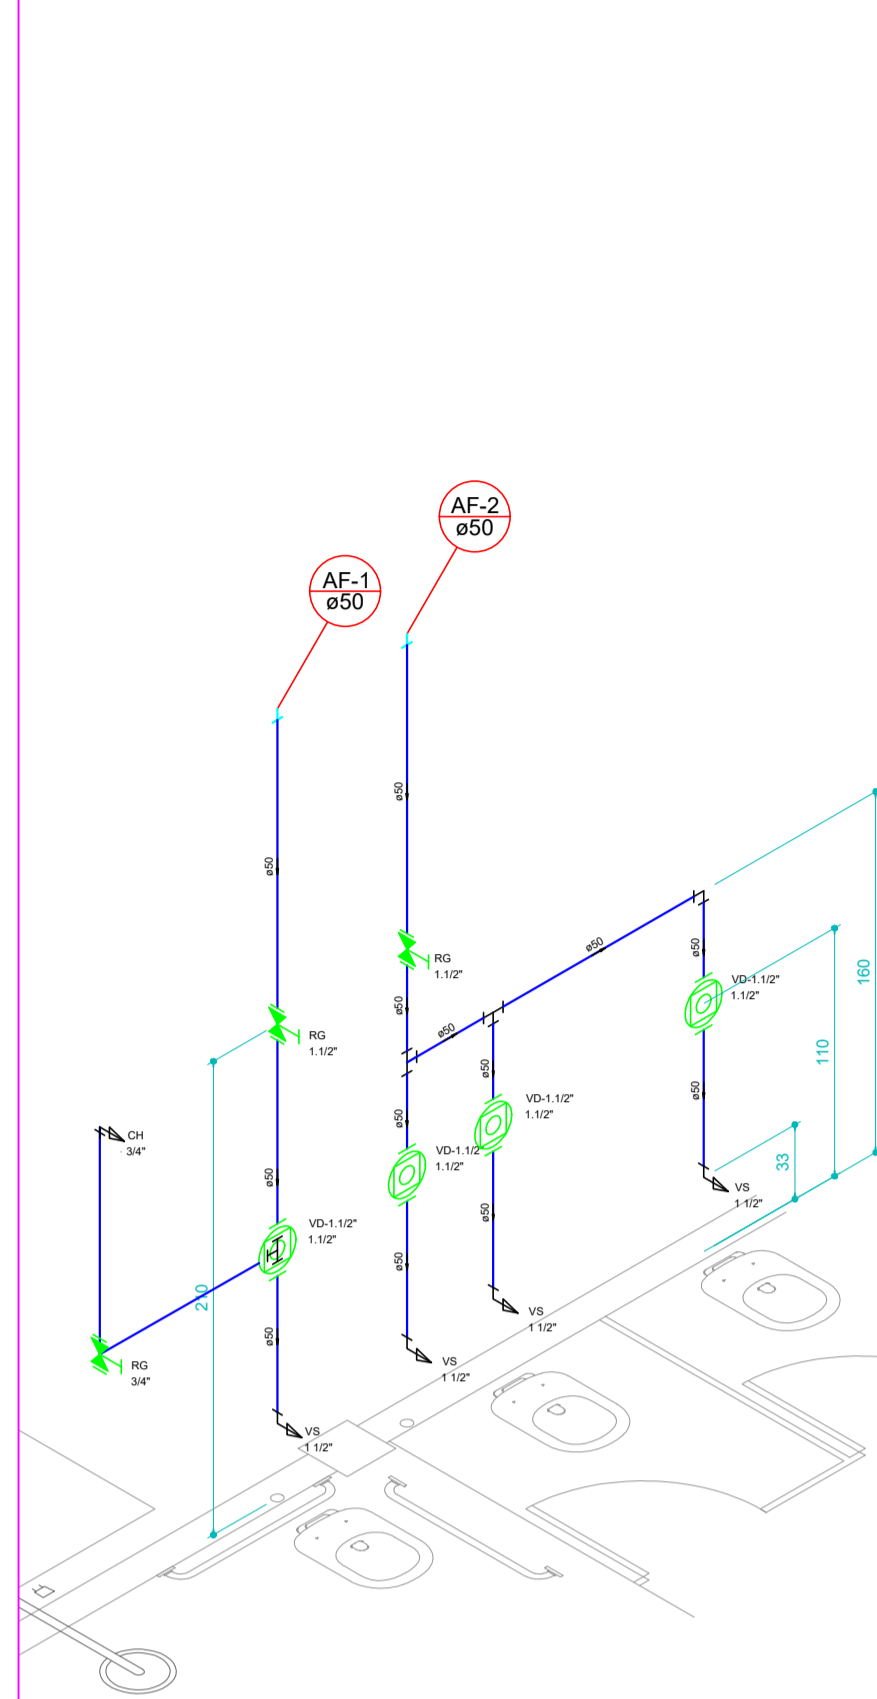 AF-2
ø50
AF-1
ø50
ø50
ø50
ø50
ø50
ø50
RG
1.1/2"
160
VD-1.1/2"
1.1/2"
ø50
RG
1.1/2"
ø50
ø50
110
ø50
VD-1.1/2"
1.1/2"
ø50
CH
3/4"
VD-1.1/2
1.1/2"
33
ø50
VS
1 1/2"
ø50
VD-1.1/2"
1.1/2"
ø50
210
VS
1 1/2"
ø50
RG
3/4"
VS
1 1/2"
VS
1 1/2"